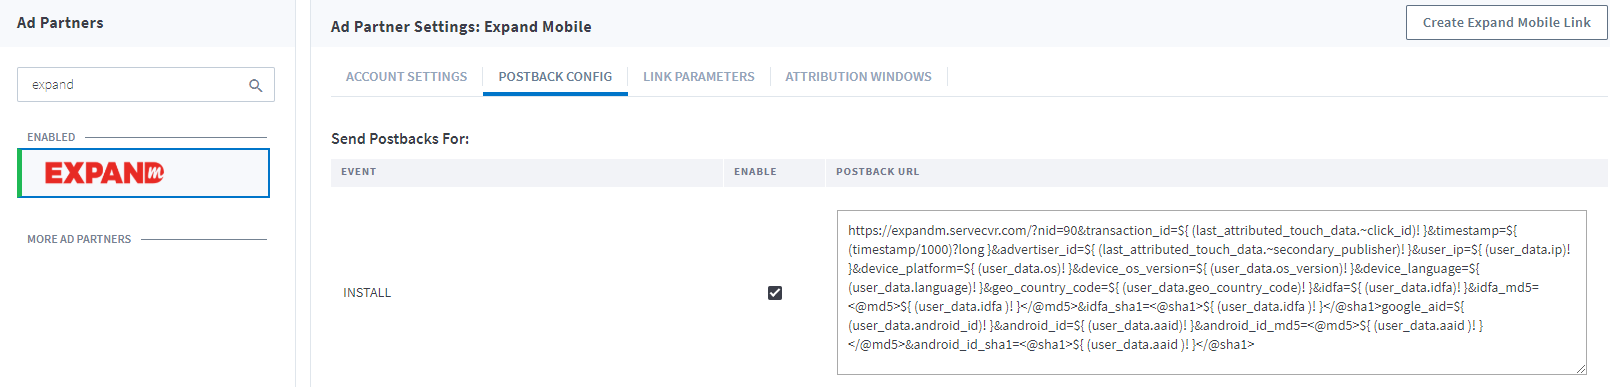 Ad Partners
expand
ENABLED
EXPANDm
MORE AD PARTNERS
Ad Partner Settings: Expand Mobile
Create Expand Mobile Link
ACCOUNT SETTINGS
POSTBACK CONFIG
LINK PARAMETERS
ATTRIBUTION WINDOWS
Send Postbacks For:
EVENT
ENABLE
POSTBACK URL
INSTALL
https://expandm.servecvr.com/?nid=90&transaction_id=${ (last_attributed_touch_data.~click_id)! }&timestamp=${
(timestamp/1000)?long }&advertiser_id=${ (last_attributed_touch_data.~secondary_publisher)! }&user_ip=${ (user_data.ip)!
}&device_platform=${ (user_data.os)! }&device_os_version=${ (user_data.os_version)! }&device_language=${
(user_data.language)! }&geo_country_code=${ (user_data.geo_country_code)! }&idfa=${ (user_data.idfa)! }&idfa_md5=
<@md5>${ (user_data.idfa )! }</@md5>&idfa_sha1=<@sha1>${ (user_data.idfa )! }</@sha1>google_aid=${
(user_data.android_id)! }&android_id=${ (user_data.aaid)! }&android_id_md5=<@md5>${ (user_data.aaid )! }
</@md5>&android_id_sha1=<@sha1>${ (user_data.aaid )! }</@sha1>